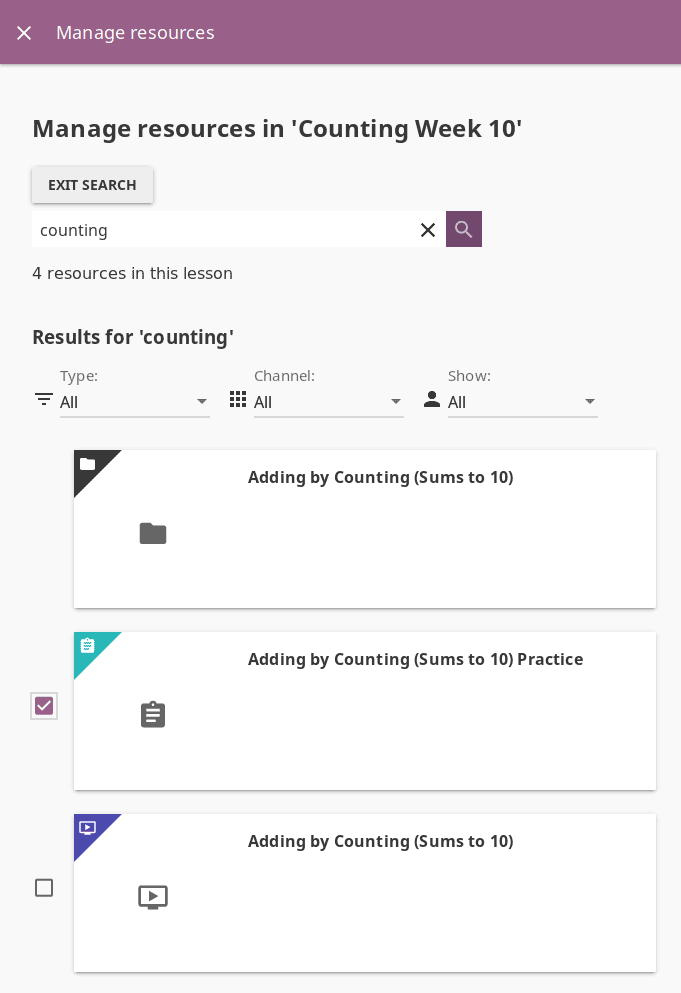 Manage resources
Manage resources in 'Counting Week 10'
EXIT SEARCH
counting
4 resources in this lesson
Results for 'counting'
Type: Channel: Show:
All All All
Adding by Counting (Sums to 10)
Adding by Counting (Sums to 10) Practice
Adding by Counting (Sums to 10)